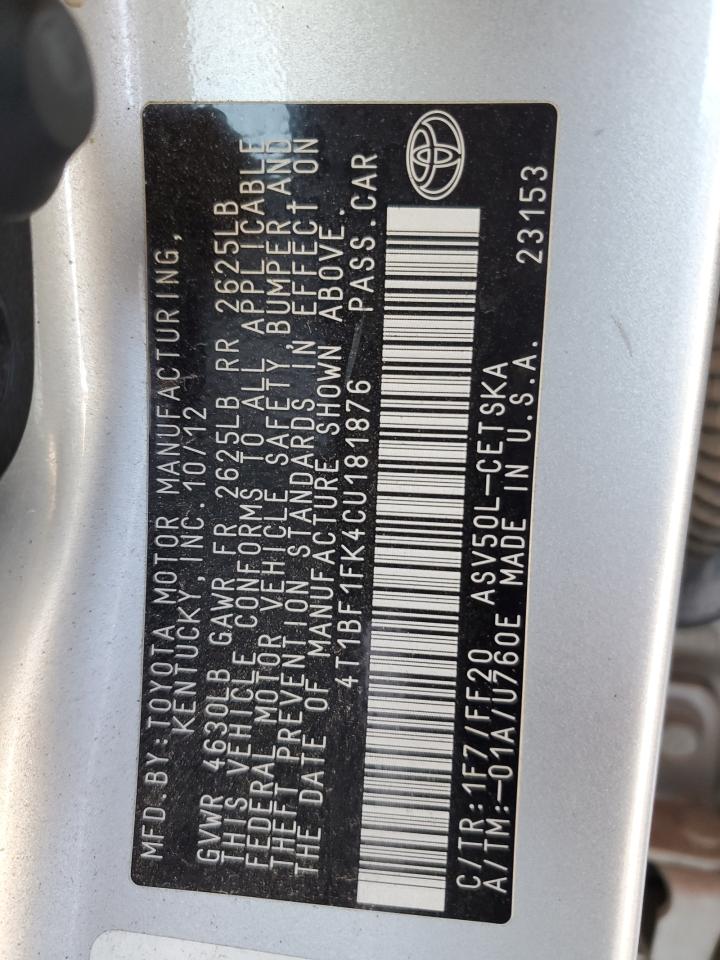 MFD.BY:TOYOTA MOTOR MANUFACTURING,
KENTUCKY,INC.10/12
GVWR 4630LB GAWR FR 2625LB RR 2625LB
THIS VEHICLE CONFORMS TO ALL APPLICABLE
FEDERAL MOTOR VEHICLE SAFETY,BUMPER AND
THEFT PREVENTION STANDARDS IN EFFECT ON
THE DATE OF MANUFACTURE SHOWN ABOVE.
4T1BF1FK4CU181876 PASS.CAR
C/TR:1F7/FF20 ASV50L-CETSKA
A/TM:-01A/U760E MADE IN U.S.A. 23153